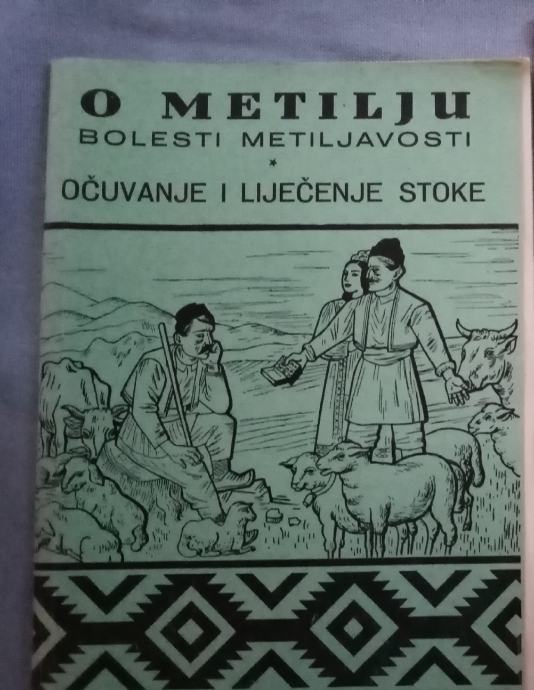 O METILJU
BOLESTI METILJAVOSTI
*
OČUVANJE I LIJEČENJE STOKE